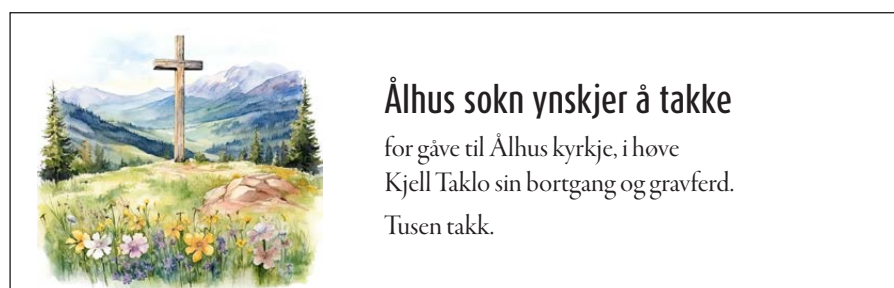 Ålhus sokn ynskjer å takke
for gåve til Ålhus kyrkje, i høve
Kjell Taklo sin bortgang og gravferd.
Tusen takk.